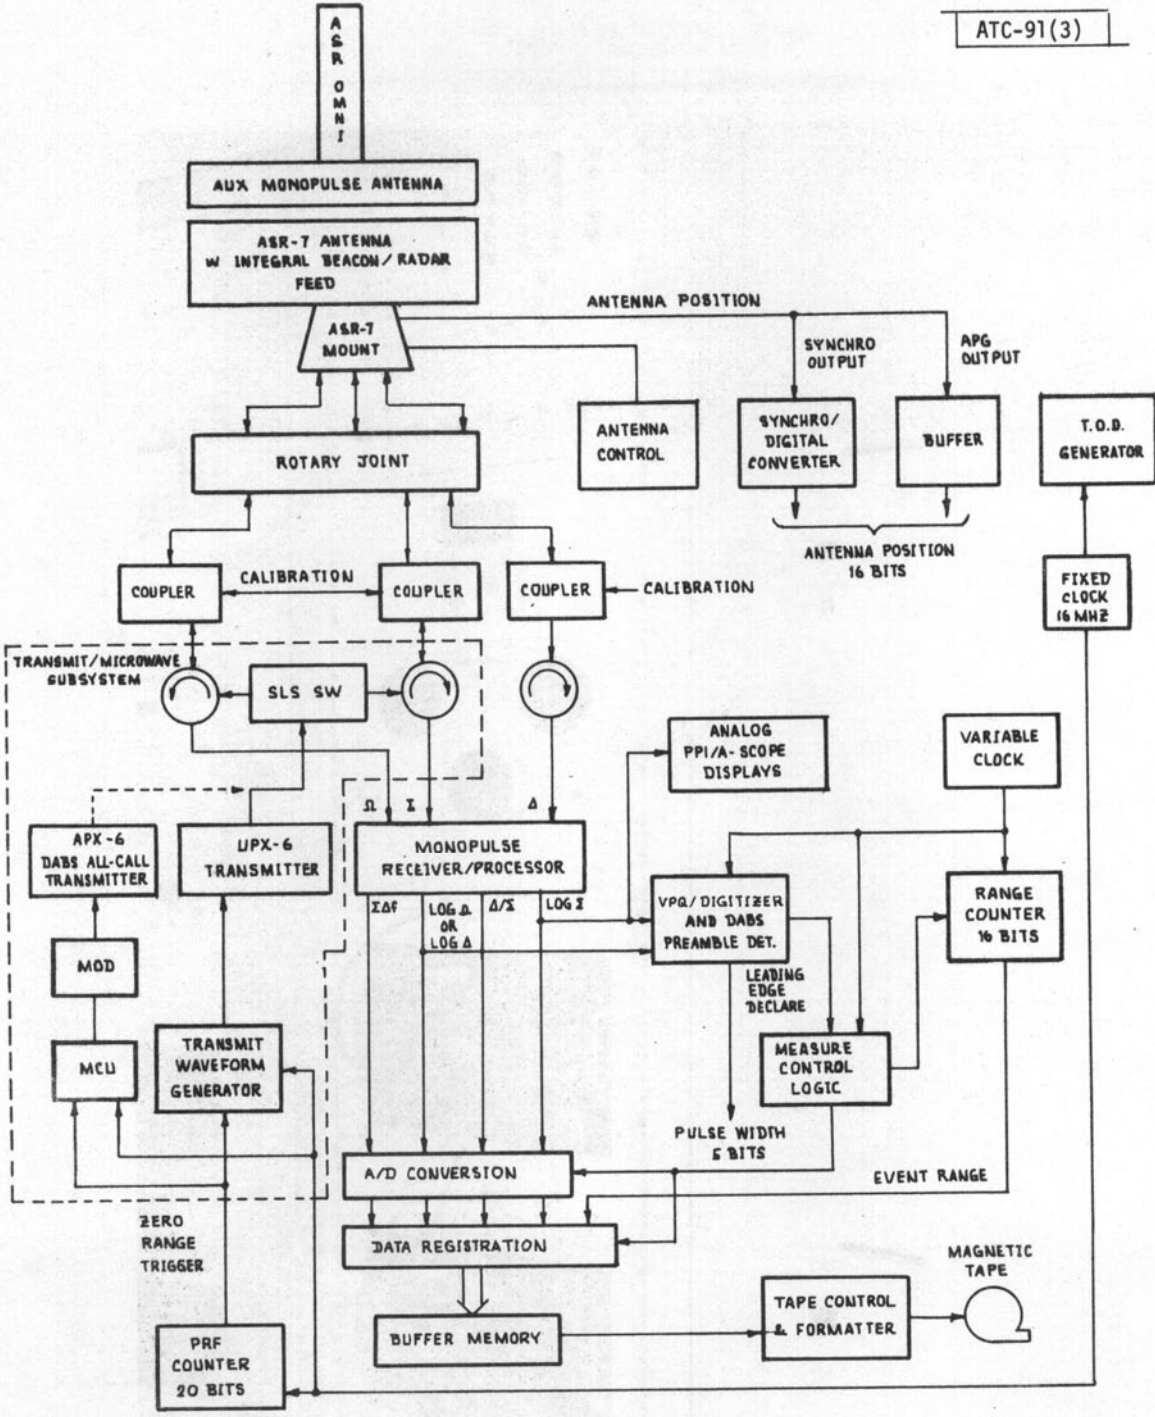 ATC-91(3)
ASR OMNI
AUX MONOPULSE ANTENNA
ASR-7 ANTENNA
W INTEGRAL BEACON/RADAR
FEED
ASR-7
MOUNT
ANTENNA POSITION
SYNCHRO
OUTPUT
APG
OUTPUT
ROTARY JOINT
ANTENNA
CONTROL
SYNCHRO/
DIGITAL
CONVERTER
BUFFER
T.O.D.
GENERATOR
ANTENNA POSITION
16 BITS
COUPLER
CALIBRATION
COUPLER
COUPLER
CALIBRATION
FIXED
CLOCK
16 MHZ
TRANSMIT/MICROWAVE
SUBSYSTEM
SLS SW
ANALOG
PPI/A-SCOPE
DISPLAYS
VARIABLE
CLOCK
Ω
Σ
Δ
APX-6
DABS ALL-CALL
TRANSMITTER
UPX-6
TRANSMITTER
MONOPULSE
RECEIVER/PROCESSOR
ΣΔf
LOG Ω
OR
LOG Δ
Δ/Σ
LOG Σ
VPQ/DIGITIZER
AND DABS
PREAMBLE DET.
RANGE
COUNTER
16 BITS
MOD
LEADING
EDGE
DECLARE
MCU
TRANSMIT
WAVEFORM
GENERATOR
MEASURE
CONTROL
LOGIC
PULSE WIDTH
5 BITS
A/D CONVERSION
EVENT RANGE
ZERO
RANGE
TRIGGER
DATA REGISTRATION
MAGNETIC
TAPE
BUFFER MEMORY
TAPE CONTROL
& FORMATTER
PRF
COUNTER
20 BITS